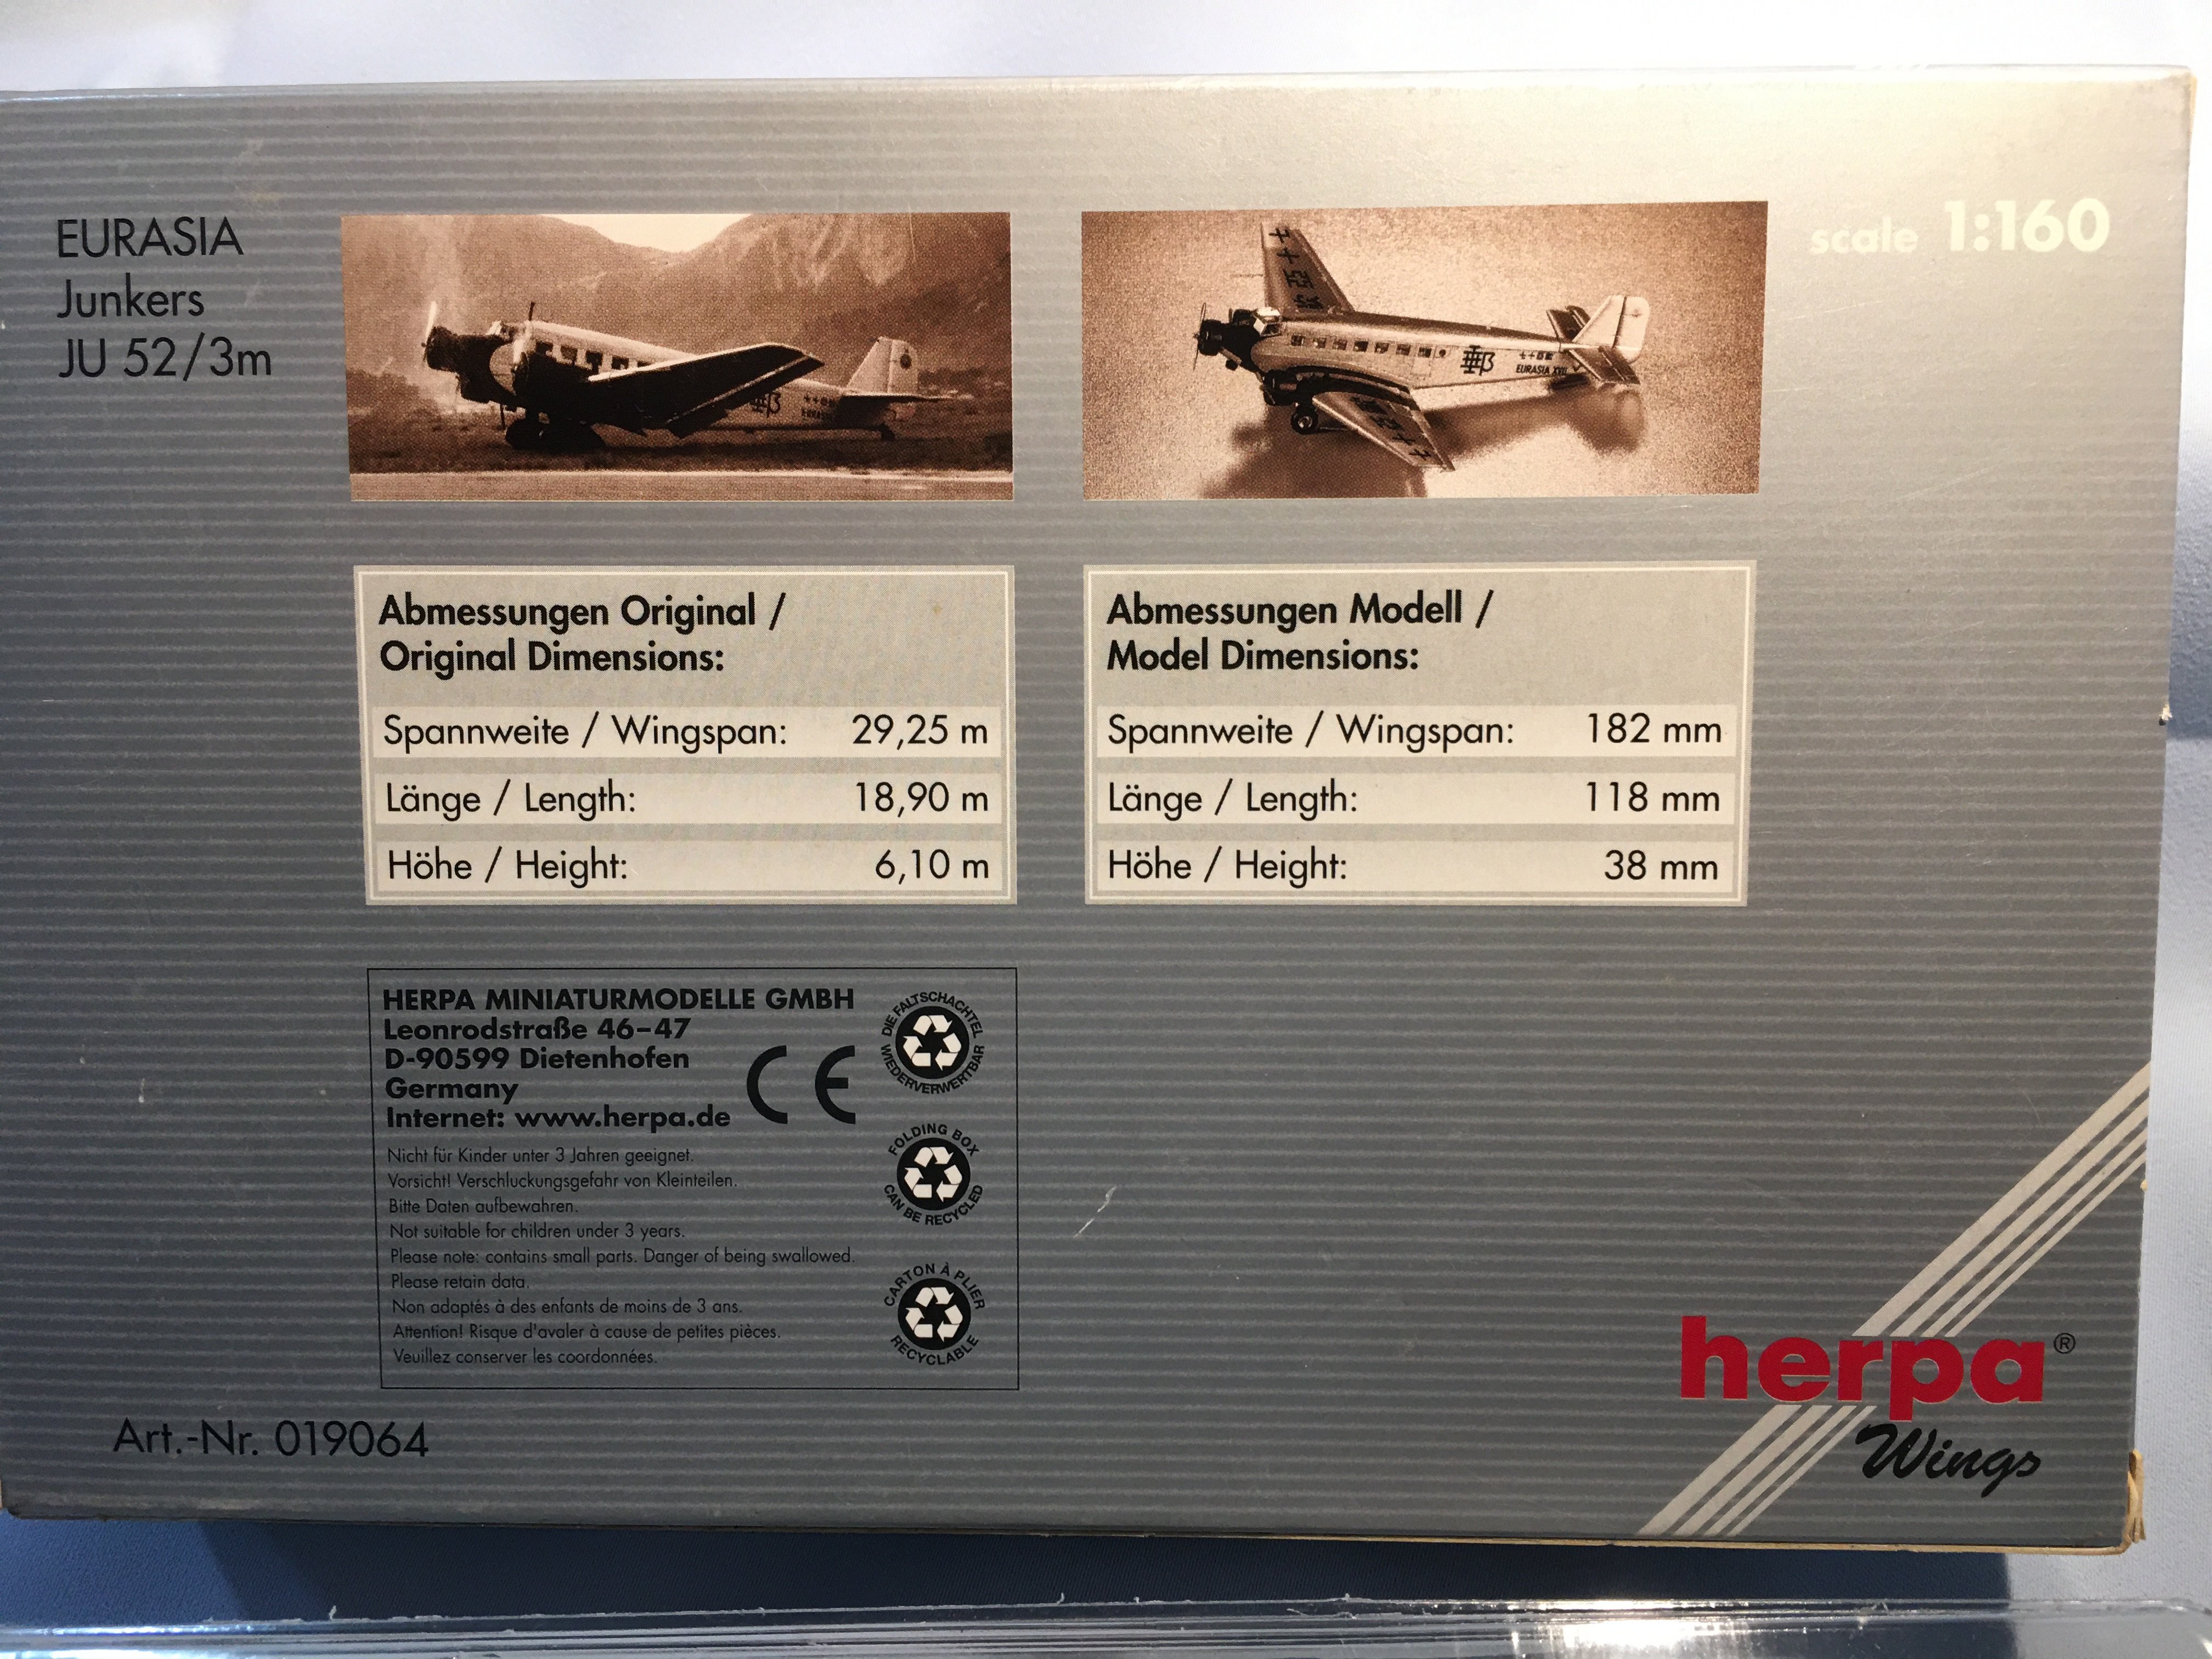 EURASIA
Junkers
JU 52/3m
scale 1:160
EURASIA XVII
Abmessungen Original /
Original Dimensions:
Spannweite / Wingspan: 29,25 m
Länge / Length: 18,90 m
Höhe / Height: 6,10 m
Abmessungen Modell /
Model Dimensions:
Spannweite / Wingspan: 182 mm
Länge / Length: 118 mm
Höhe / Height: 38 mm
HERPA MINIATURMODELLE GMBH
Leonrodstraße 46–47
D-90599 Dietenhofen
Germany
Internet: www.herpa.de
CE
DIE FALTSCHACHTEL
WIEDERVERWERTBAR
FOLDING BOX
CAN BE RECYCLED
CARTON À PLIER
RECYCLABLE
Nicht für Kinder unter 3 Jahren geeignet.
Vorsicht! Verschluckungsgefahr von Kleinteilen.
Bitte Daten aufbewahren.
Not suitable for children under 3 years.
Please note: contains small parts. Danger of being swallowed.
Please retain data.
Non adaptés à des enfants de moins de 3 ans.
Attention! Risque d'avaler à cause de petites pièces.
Veuillez conserver les coordonnées.
Art.-Nr. 019064
herpa®
Wings